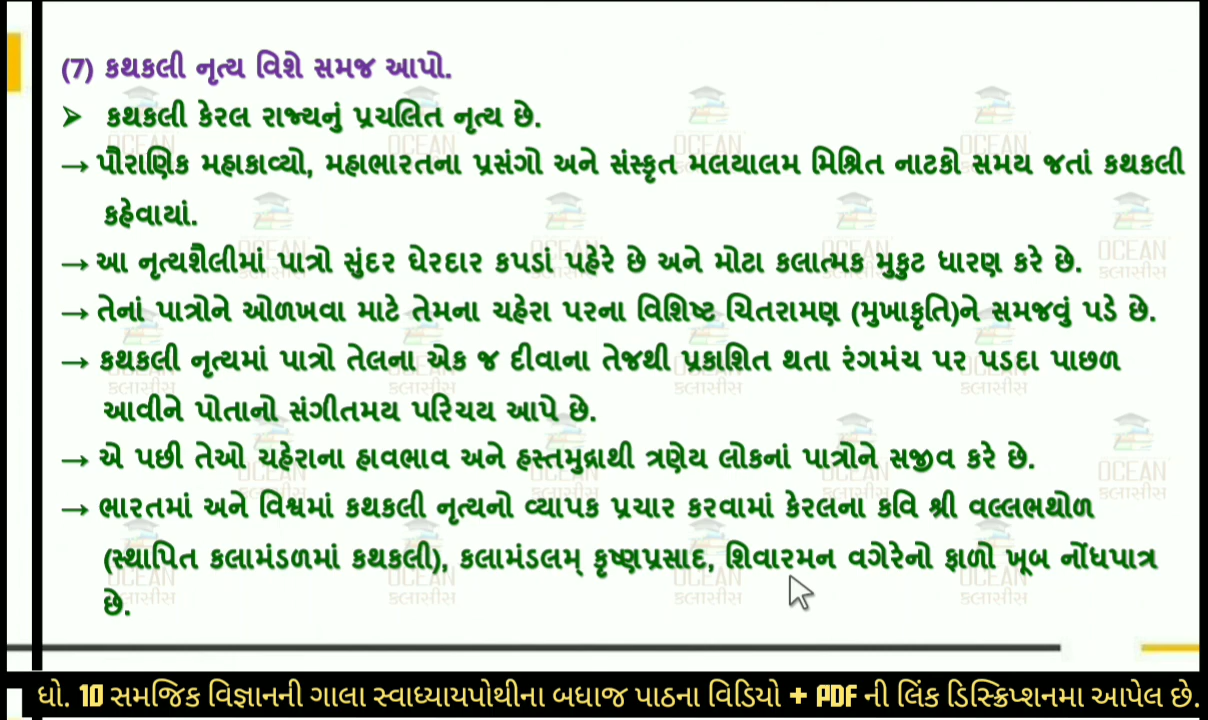 (7) કથકલી નૃત્ય વિશે સમજ આપો.
➤ કથકલી કેરલ રાજ્યનું પ્રચલિત નૃત્ય છે.
→ પૌરાણિક મહાકાવ્યો, મહાભારતના પ્રસંગો અને સંસ્કૃત મલયાલમ મિશ્રિત નાટકો સમય જતાં કથકલી
કહેવાયાં.
→ આ નૃત્યશૈલીમાં પાત્રો સુંદર ઘેરદાર કપડાં પહેરે છે અને મોટા કલાત્મક મુકુટ ધારણ કરે છે.
→ તેનાં પાત્રોને ઓળખવા માટે તેમના ચહેરા પરના વિશિષ્ટ ચિતરામણ (મુખાકૃતિ)ને સમજવું પડે છે.
→ કથકલી નૃત્યમાં પાત્રો તેલના એક જ દીવાના તેજથી પ્રકાશિત થતા રંગમંચ પર પડદા પાછળ
આવીને પોતાનો સંગીતમય પરિચય આપે છે.
→ એ પછી તેઓ ચહેરાના હાવભાવ અને હસ્તમુદ્રાથી ત્રણેય લોકનાં પાત્રોને સજીવ કરે છે.
→ ભારતમાં અને વિશ્વમાં કથકલી નૃત્યનો વ્યાપક પ્રચાર કરવામાં કેરલના કવિ શ્રી વલ્લભથોળ
(સ્થાપિત કલામંડળમાં કથકલી), કલામંડલમ્ કૃષ્ણપ્રસાદ, શિવારમન વગેરેનો ફાળો ખૂબ નોંધપાત્ર
છે.
ધો. 10 સમજિક વિજ્ઞાનની ગાલા સ્વાધ્યાયપોથીના બધાજ પાઠના વિડિયો + PDF ની લિંક ડિસ્ક્રિપ્શનમા આપેલ છે.
OCEAN
કલાસીસ